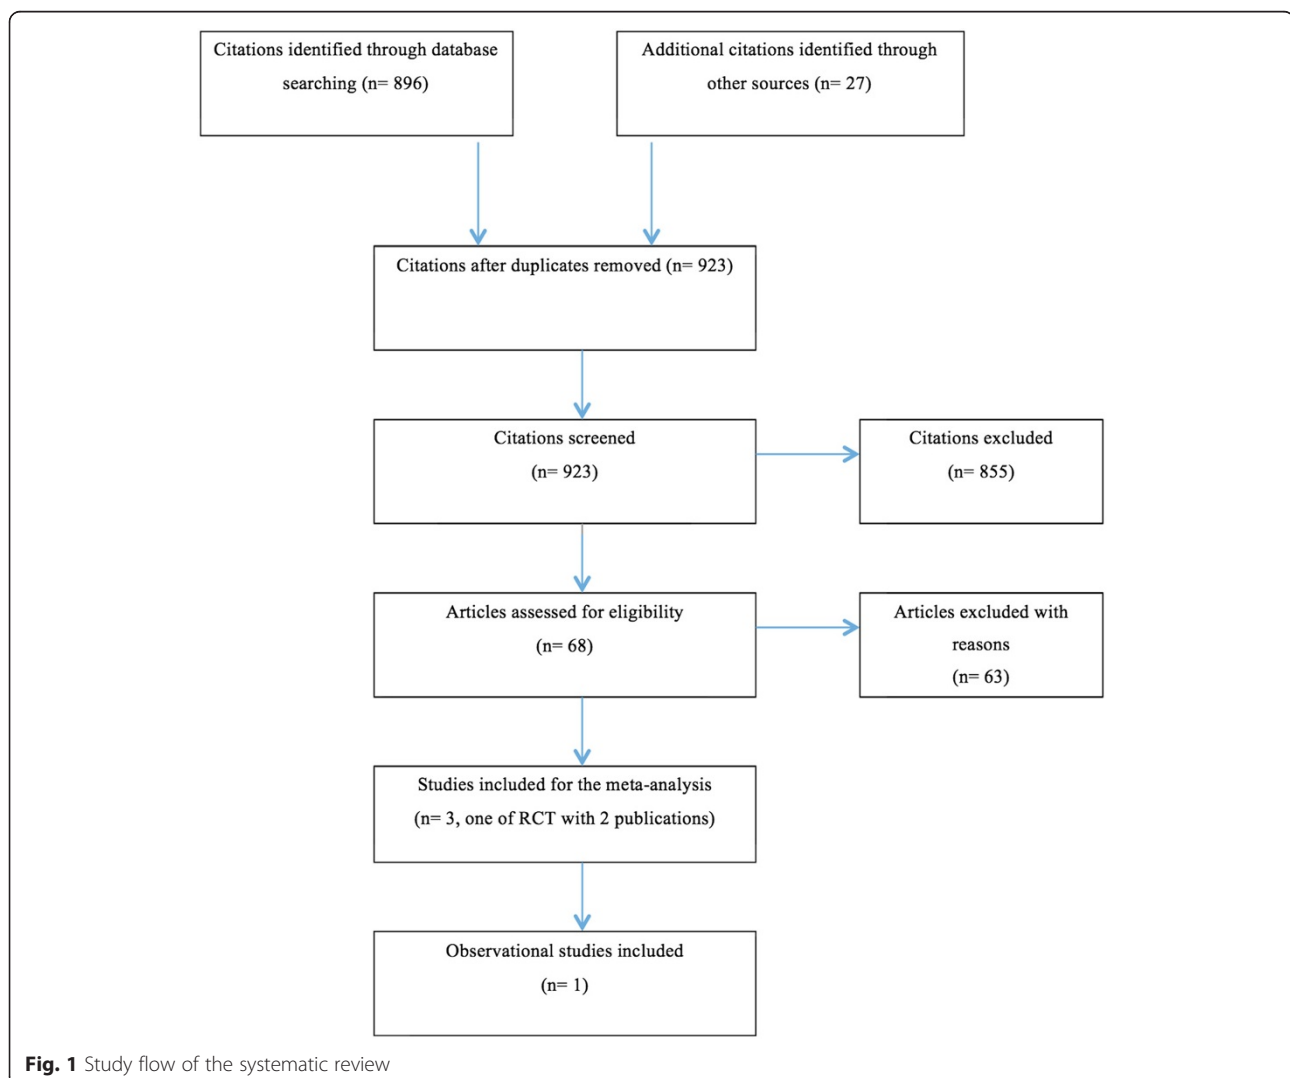 Citations identified through database
searching (n= 896)
Additional citations identified through
other sources (n= 27)
Citations after duplicates removed (n= 923)
Citations screened
(n= 923)
Citations excluded
(n= 855)
Articles assessed for eligibility
(n= 68)
Articles excluded with
reasons
(n= 63)
Studies included for the meta-analysis
(n= 3, one of RCT with 2 publications)
Observational studies included
(n= 1)
Fig. 1 Study flow of the systematic review